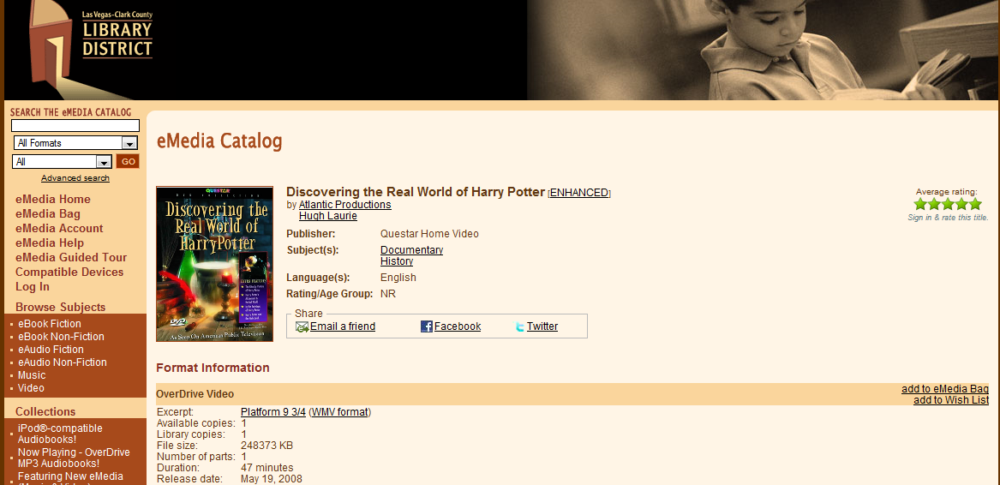 Las Vegas-Clark County
LIBRARY
DISTRICT
SEARCH THE eMEDIA CATALOG
All Formats
All
GO
Advanced search
eMedia Home
eMedia Bag
eMedia Account
eMedia Help
eMedia Guided Tour
Compatible Devices
Log In
Browse Subjects
eBook Fiction
eBook Non-Fiction
eAudio Fiction
eAudio Non-Fiction
Music
Video
Collections
iPod®-compatible
Audiobooks!
Now Playing - OverDrive
MP3 Audiobooks!
Featuring New eMedia
eMedia Catalog
QUESTAR
DVD COLLECTION
Discovering the
Real World of
Harry Potter
EXTRA FEATURES
DVD
As Seen On American Public Television
Discovering the Real World of Harry Potter [ENHANCED]
by Atlantic Productions
Hugh Laurie
Publisher: Questar Home Video
Subject(s): Documentary
History
Language(s): English
Rating/Age Group: NR
Share
Email a friend Facebook Twitter
Average rating:
Sign in & rate this title.
Format Information
OverDrive Video
add to eMedia Bag
add to Wish List
Excerpt: Platform 9 3/4 (WMV format)
Available copies: 1
Library copies: 1
File size: 248373 KB
Number of parts: 1
Duration: 47 minutes
Release date: May 19, 2008